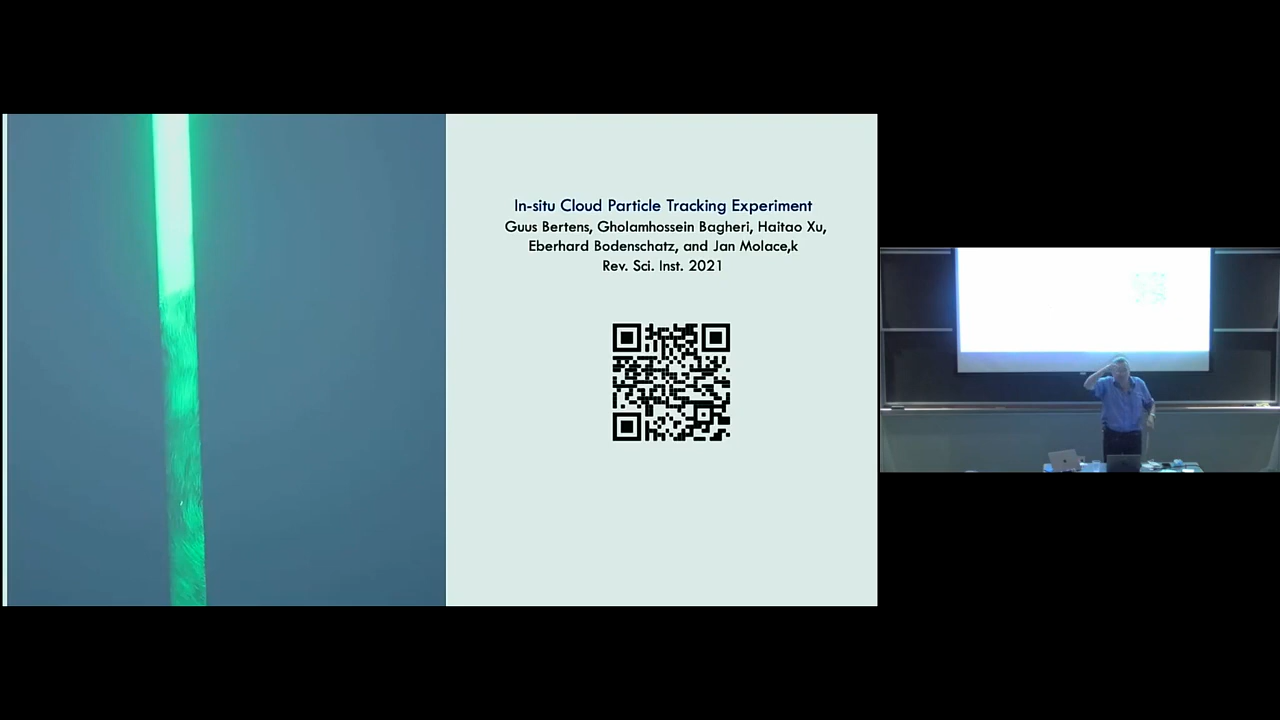 In-situ Cloud Particle Tracking Experiment
Guus Bertens, Gholamhossein Bagheri, Haitao Xu,
Eberhard Bodenschatz, and Jan Molace,k
Rev. Sci. Inst. 2021